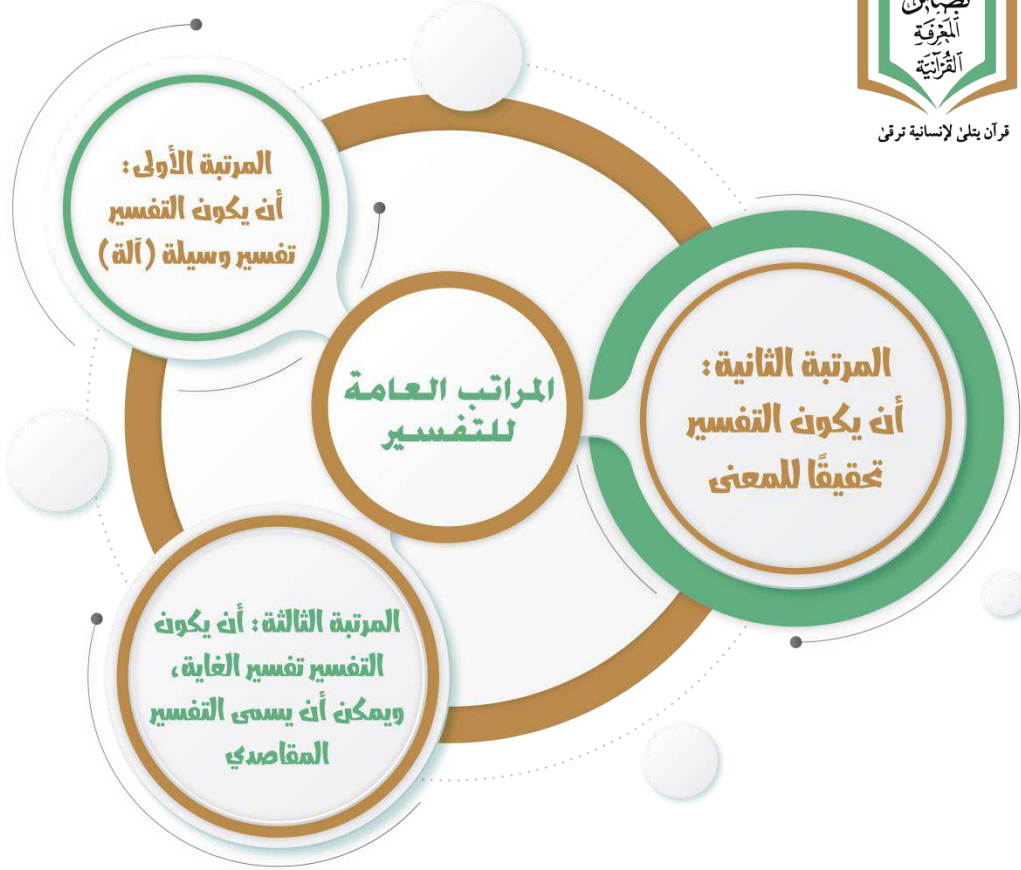 بصائر
المعرفة
القرآنية
قرآن يتلى لإنسانية ترقى
المراتب العامة
للتفسير
المرتبة الأولى:
أن يكون التفسير
تفسير وسيلة (آلة)
المرتبة الثانية:
أن يكون التفسير
تحقيقًا للمعنى
المرتبة الثالثة: أن يكون
التفسير تفسير الغاية،
ويمكن أن يسمى التفسير
المقاصدي